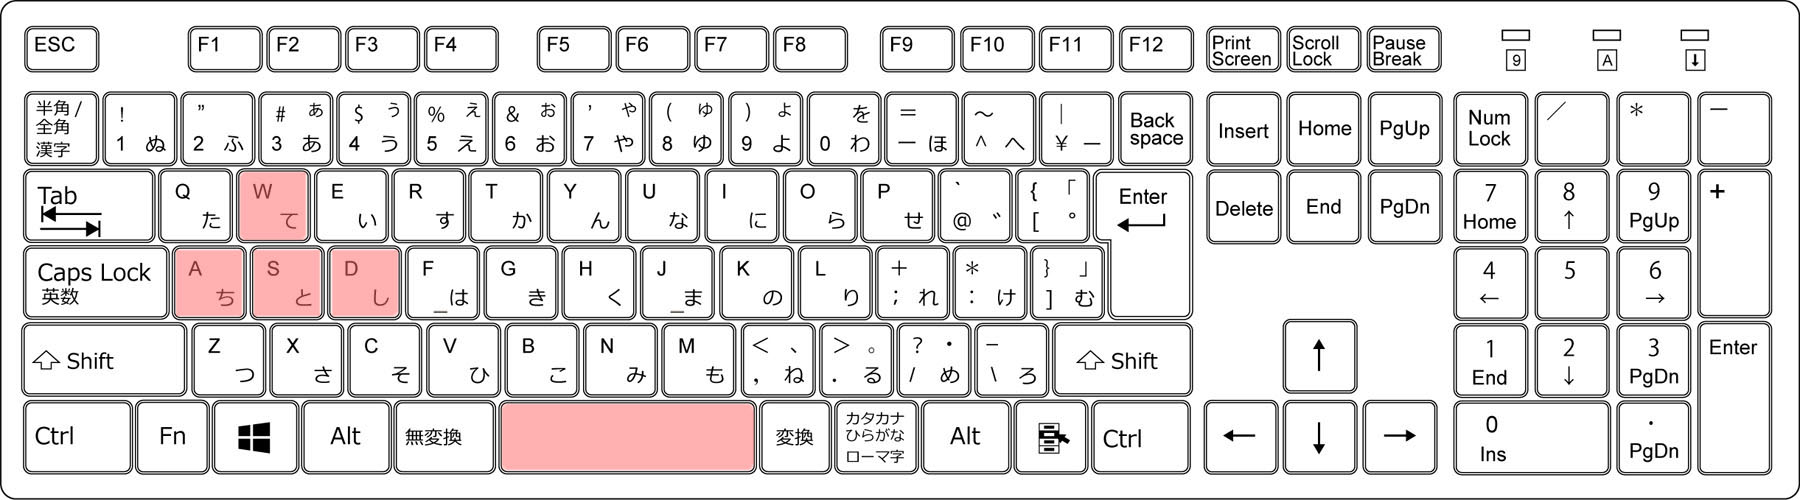 ESC F1 F2 F3 F4 F5 F6 F7 F8 F9 F10 F11 F12 Print Screen Scroll Lock Pause Break 9 A ↓
半角/全角 漢字 ! 1 ぬ ” 2 ふ # ぁ 3 あ $ ぅ 4 う % ぇ 5 え & ぉ 6 お ’ ゃ 7 や ( ゅ 8 ゆ ) ょ 9 よ を 0 わ = ー ほ ~ ^ へ | ¥ ー Back space Insert Home PgUp Num Lock / * −
Tab Q た W て E い R す T か Y ん U な I に O ら P せ ` @ ゛ { 「 [ ° Enter Delete End PgDn 7 Home 8 ↑ 9 PgUp +
Caps Lock 英数 A ち S と D し F _は G き H く J _ま K の L り + ; れ * : け } 」 ] む 4 ← 5 6 →
Shift Z つ X さ C そ V ひ B こ N み M も < 、 , ね > 。 . る ? ・ / め − \ ろ Shift ↑ 1 End 2 ↓ 3 PgDn Enter
Ctrl Fn Alt 無変換 変換 カタカナ ひらがな ローマ字 Alt Ctrl ← ↓ → 0 Ins . PgDn